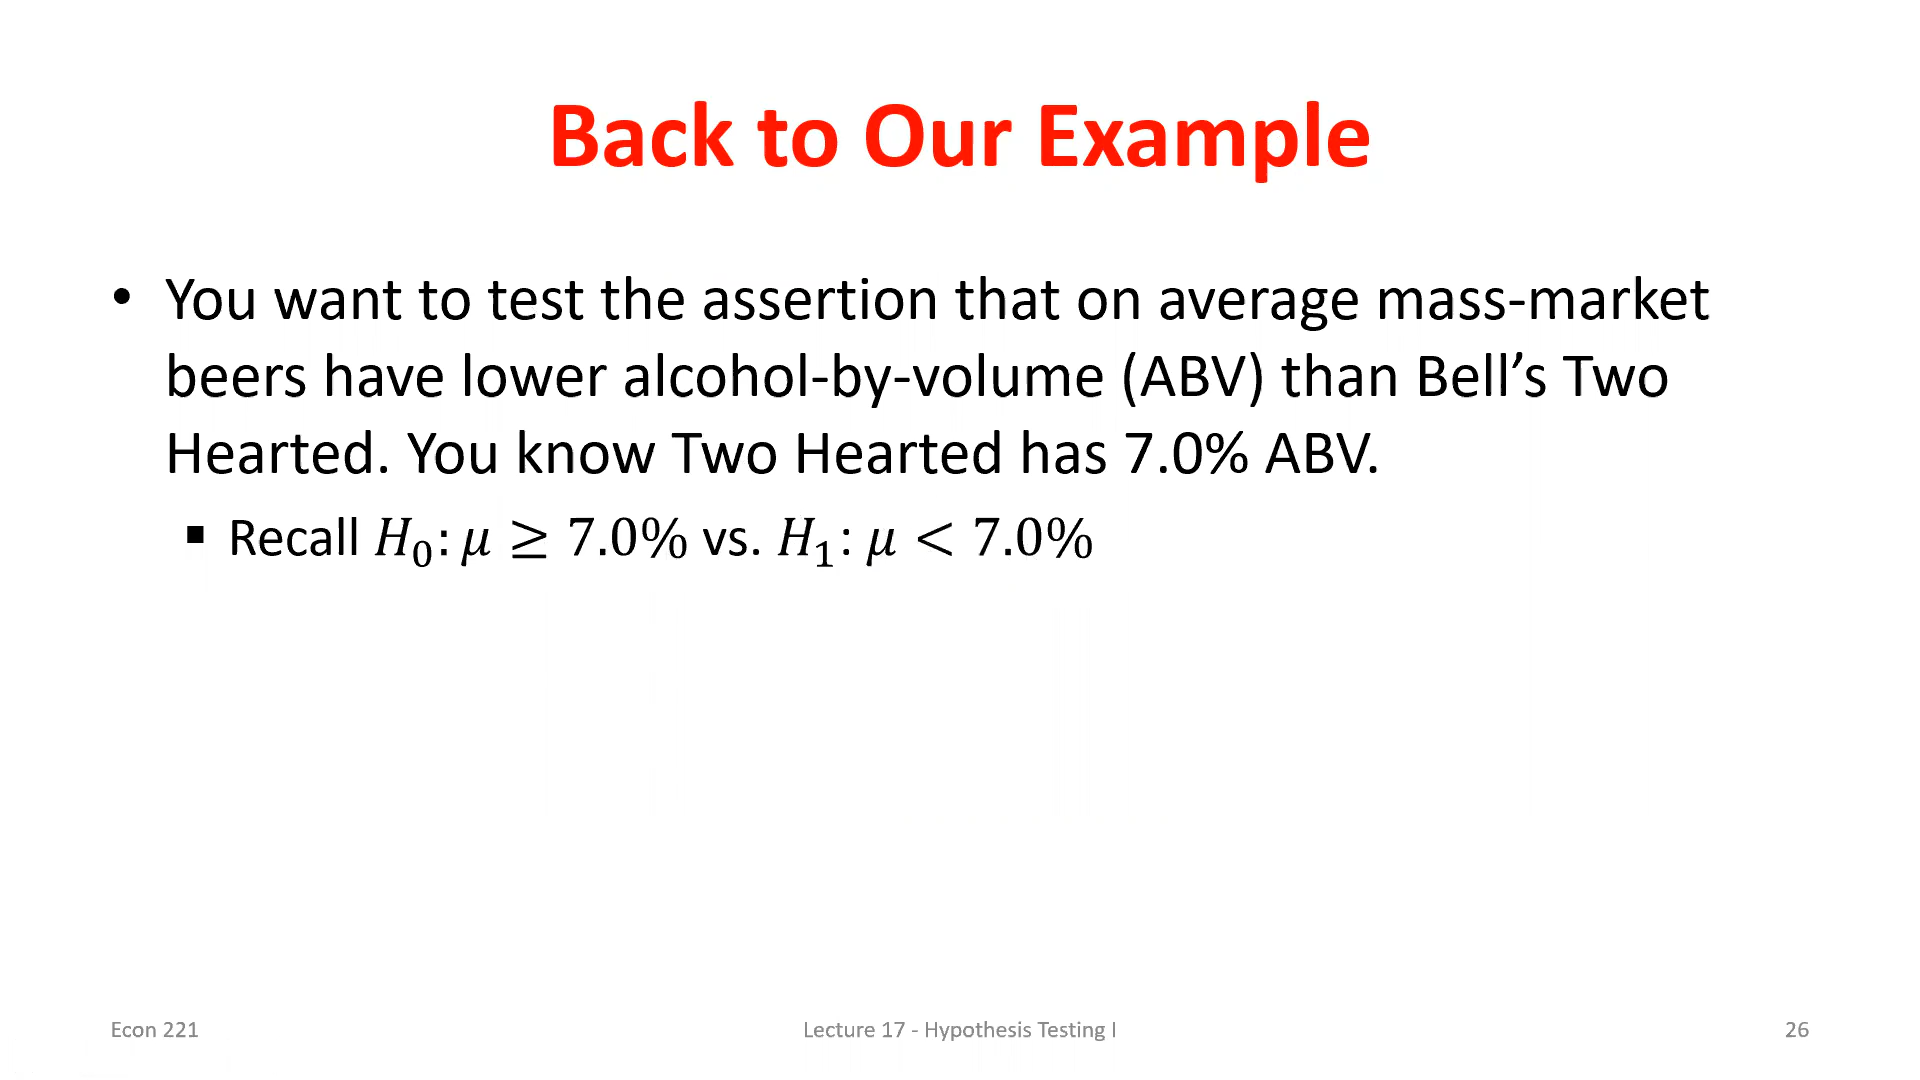 Back to Our Example
• You want to test the assertion that on average mass-market
beers have lower alcohol-by-volume (ABV) than Bell’s Two
Hearted. You know Two Hearted has 7.0% ABV.
▪ Recall H₀: μ ≥ 7.0% vs. H₁: μ < 7.0%
Econ 221
Lecture 17 - Hypothesis Testing I
26